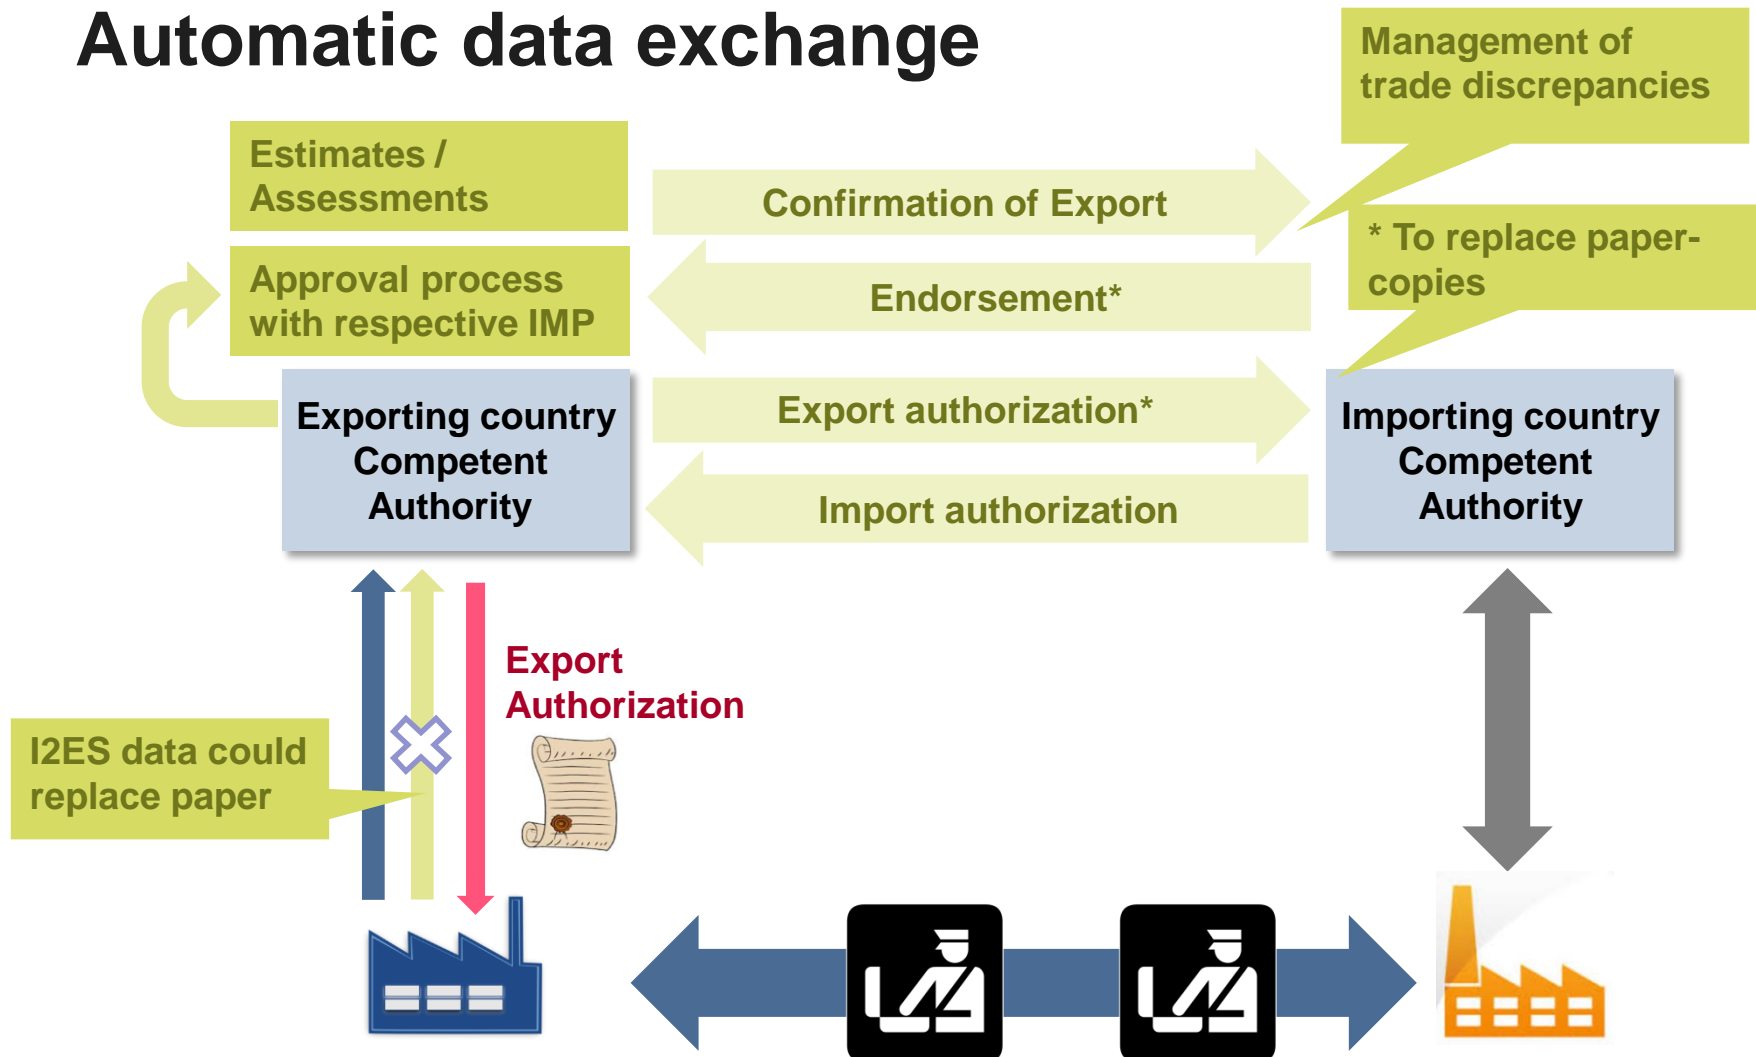 Automatic data exchange
Management of
trade discrepancies
Estimates /
Assessments
Confirmation of Export
* To replace paper-
copies
Approval process
with respective IMP
Endorsement*
Exporting country
Competent
Authority
Export authorization*
Importing country
Competent
Authority
Import authorization
Export
Authorization
I2ES data could
replace paper